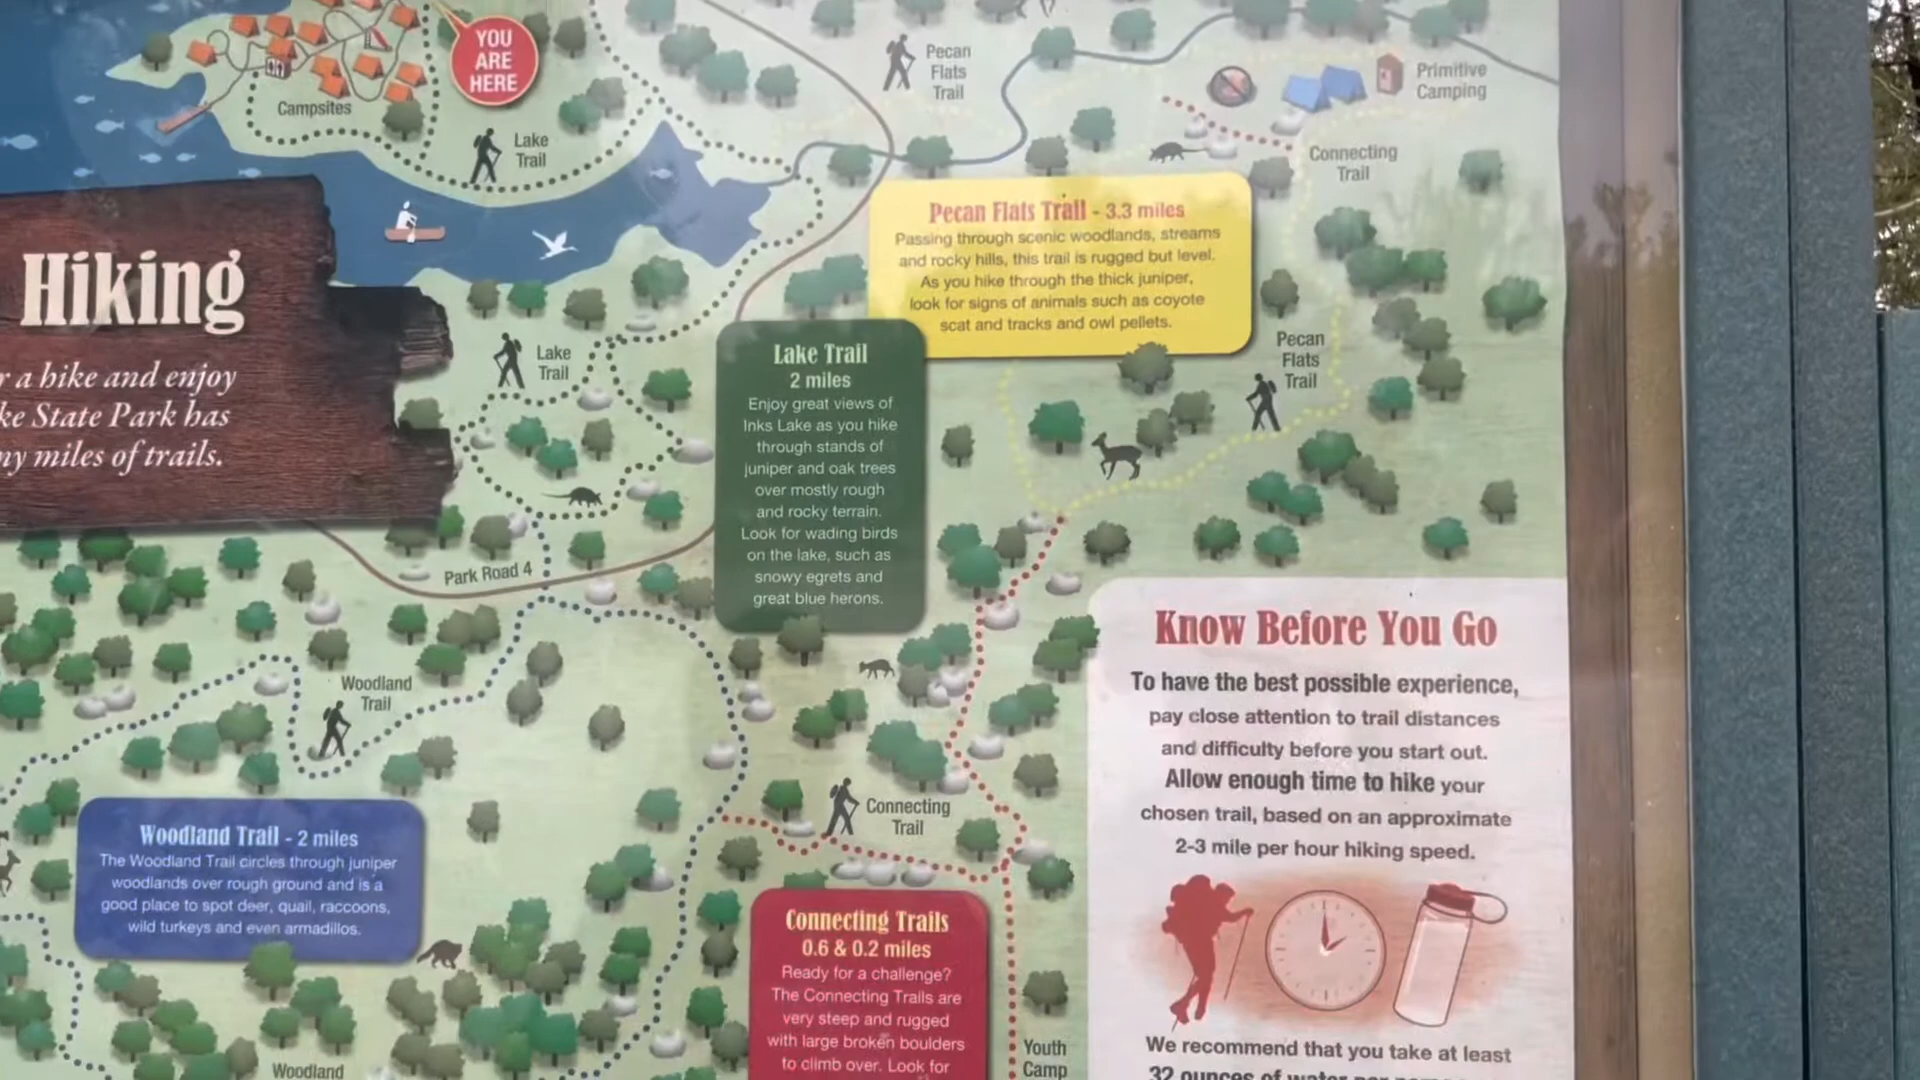 YOU
ARE
HERE
Campsites
Lake
Trail
Pecan
Flats
Trail
Primitive
Camping
Connecting
Trail
Hiking
r a hike and enjoy
ke State Park has
ny miles of trails.
Pecan Flats Trail - 3.3 miles
Passing through scenic woodlands, streams
and rocky hills, this trail is rugged but level.
As you hike through the thick juniper,
look for signs of animals such as coyote
scat and tracks and owl pellets.
Lake
Trail
Lake Trail
2 miles
Enjoy great views of
Inks Lake as you hike
through stands of
juniper and oak trees
over mostly rough
and rocky terrain.
Look for wading birds
on the lake, such as
snowy egrets and
great blue herons.
Pecan
Flats
Trail
Park Road 4
Woodland
Trail
Woodland Trail - 2 miles
The Woodland Trail circles through juniper
woodlands over rough ground and is a
good place to spot deer, quail, raccoons,
wild turkeys and even armadillos.
Connecting
Trail
Connecting Trails
0.6 & 0.2 miles
Ready for a challenge?
The Connecting Trails are
very steep and rugged
with large broken boulders
to climb over. Look for
Woodland
Youth
Camp
Know Before You Go
To have the best possible experience,
pay close attention to trail distances
and difficulty before you start out.
Allow enough time to hike your
chosen trail, based on an approximate
2-3 mile per hour hiking speed.
We recommend that you take at least
32 ounces of water per